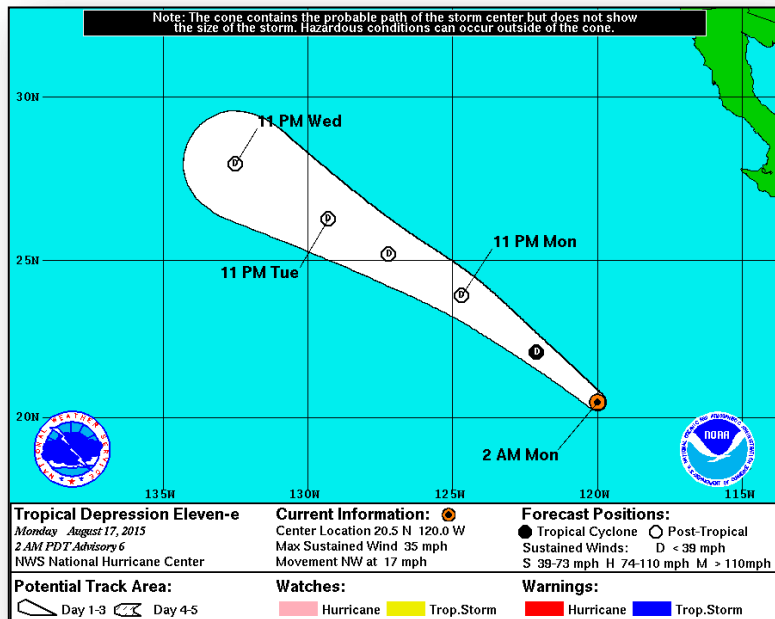 Note: The cone contains the probable path of the storm center but does not show
the size of the storm. Hazardous conditions can occur outside of the cone.
30N
25N
20N
11 PM Wed
D
D
11 PM Tue
D
11 PM Mon
D
D
2 AM Mon
NOAA
135W
130W
125W
120W
115W
Tropical Depression Eleven-e
Monday August 17, 2015
2 AM PDT Advisory 6
NWS National Hurricane Center
Current Information:
Center Location 20.5 N 120.0 W
Max Sustained Wind 35 mph
Movement NW at 17 mph
Forecast Positions:
Tropical Cyclone Post-Tropical
Sustained Winds: D < 39 mph
S 39-73 mph H 74-110 mph M > 110mph
Potential Track Area:
Day 1-3 Day 4-5
Watches:
Hurricane Trop.Storm
Warnings:
Hurricane Trop.Storm